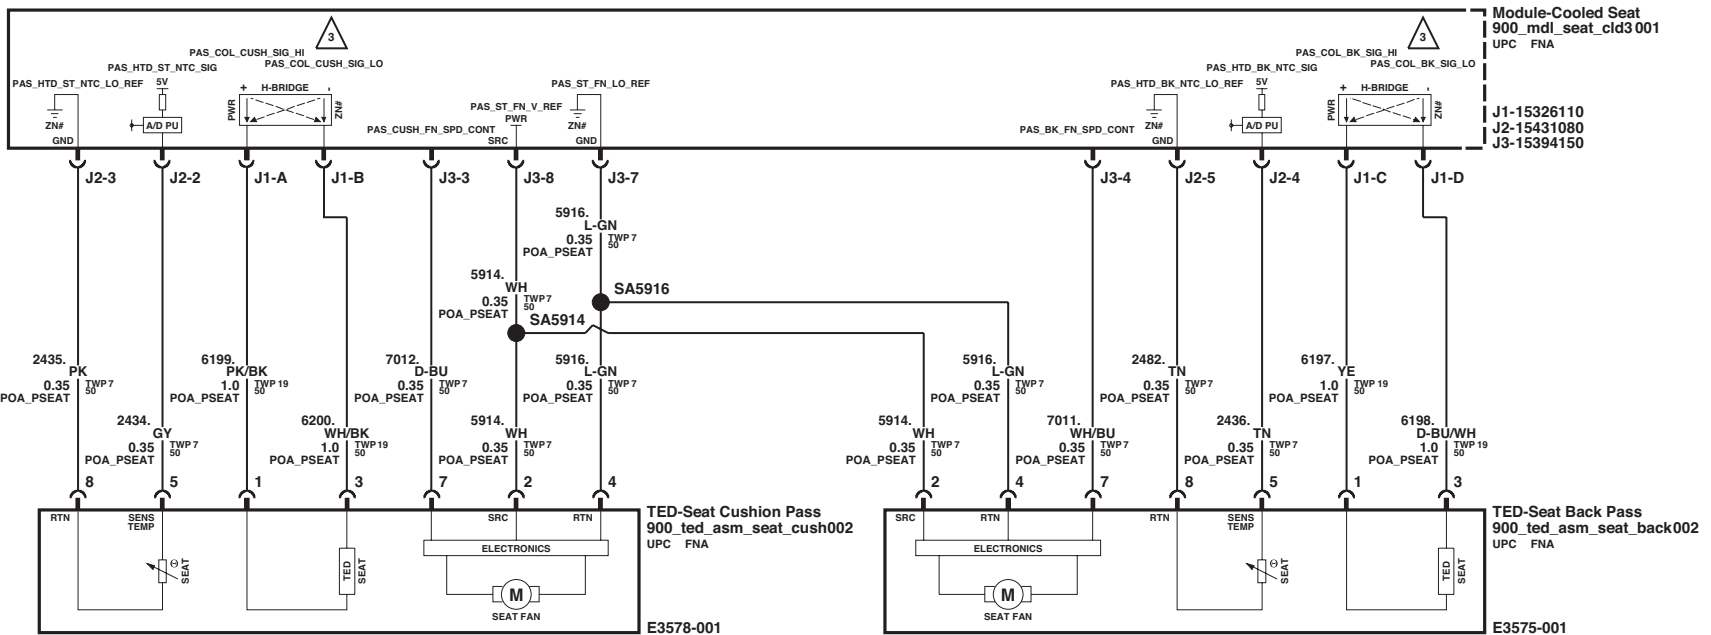 Module-Cooled Seat
900_mdl_seat_cld3001
UPC FNA
J1-15326110
J2-15431080
J3-15394150
3
3
PAS_COL_CUSH_SIG_HI
PAS_COL_CUSH_SIG_LO
PAS_HTD_ST_NTC_SIG
PAS_HTD_ST_NTC_LO_REF
5V
+ H-BRIDGE -
PAS_ST_FN_LO_REF
PWR
ZN#
PAS_ST_FN_V_REF
PWR
ZN#
A/D PU
PAS_CUSH_FN_SPD_CONT
ZN#
GND
SRC
GND
PAS_COL_BK_SIG_HI
PAS_COL_BK_SIG_LO
PAS_HTD_BK_NTC_SIG
PAS_HTD_BK_NTC_LO_REF
5V
+ H-BRIDGE -
PWR
ZN#
PAS_BK_FN_SPD_CONT
ZN#
A/D PU
GND
J2-3
J2-2
J1-A
J1-B
J3-3
J3-8
J3-7
J3-4
J2-5
J2-4
J1-C
J1-D
5916.
L-GN
0.35 TWP 7
POA_PSEAT 50
5914.
WH
0.35 TWP 7
POA_PSEAT 50
SA5916
SA5914
2435.
PK
0.35 TWP 7
POA_PSEAT 50
6199.
PK/BK
1.0 TWP 19
POA_PSEAT 50
7012.
D-BU
0.35 TWP 7
POA_PSEAT 50
5916.
L-GN
0.35 TWP 7
POA_PSEAT 50
5916.
L-GN
0.35 TWP 7
POA_PSEAT 50
2482.
TN
0.35 TWP 7
POA_PSEAT 50
6197.
YE
1.0 TWP 19
POA_PSEAT 50
2434.
GY
0.35 TWP 7
POA_PSEAT 50
6200.
WH/BK
1.0 TWP 19
POA_PSEAT 50
5914.
WH
0.35 TWP 7
POA_PSEAT 50
5914.
WH
0.35 TWP 7
POA_PSEAT 50
7011.
WH/BU
0.35 TWP 7
POA_PSEAT 50
2436.
TN
0.35 TWP 7
POA_PSEAT 50
6198.
D-BU/WH
1.0 TWP 19
POA_PSEAT 50
8
5
1
3
7
2
4
2
4
7
8
5
1
3
RTN
SENS
TEMP
SRC
RTN
ELECTRONICS
Θ
SEAT
TED
SEAT
M
SEAT FAN
TED-Seat Cushion Pass
900_ted_asm_seat_cush002
UPC FNA
E3578-001
SRC
RTN
RTN
SENS
TEMP
ELECTRONICS
M
SEAT FAN
Θ
SEAT
TED
SEAT
TED-Seat Back Pass
900_ted_asm_seat_back002
UPC FNA
E3575-001